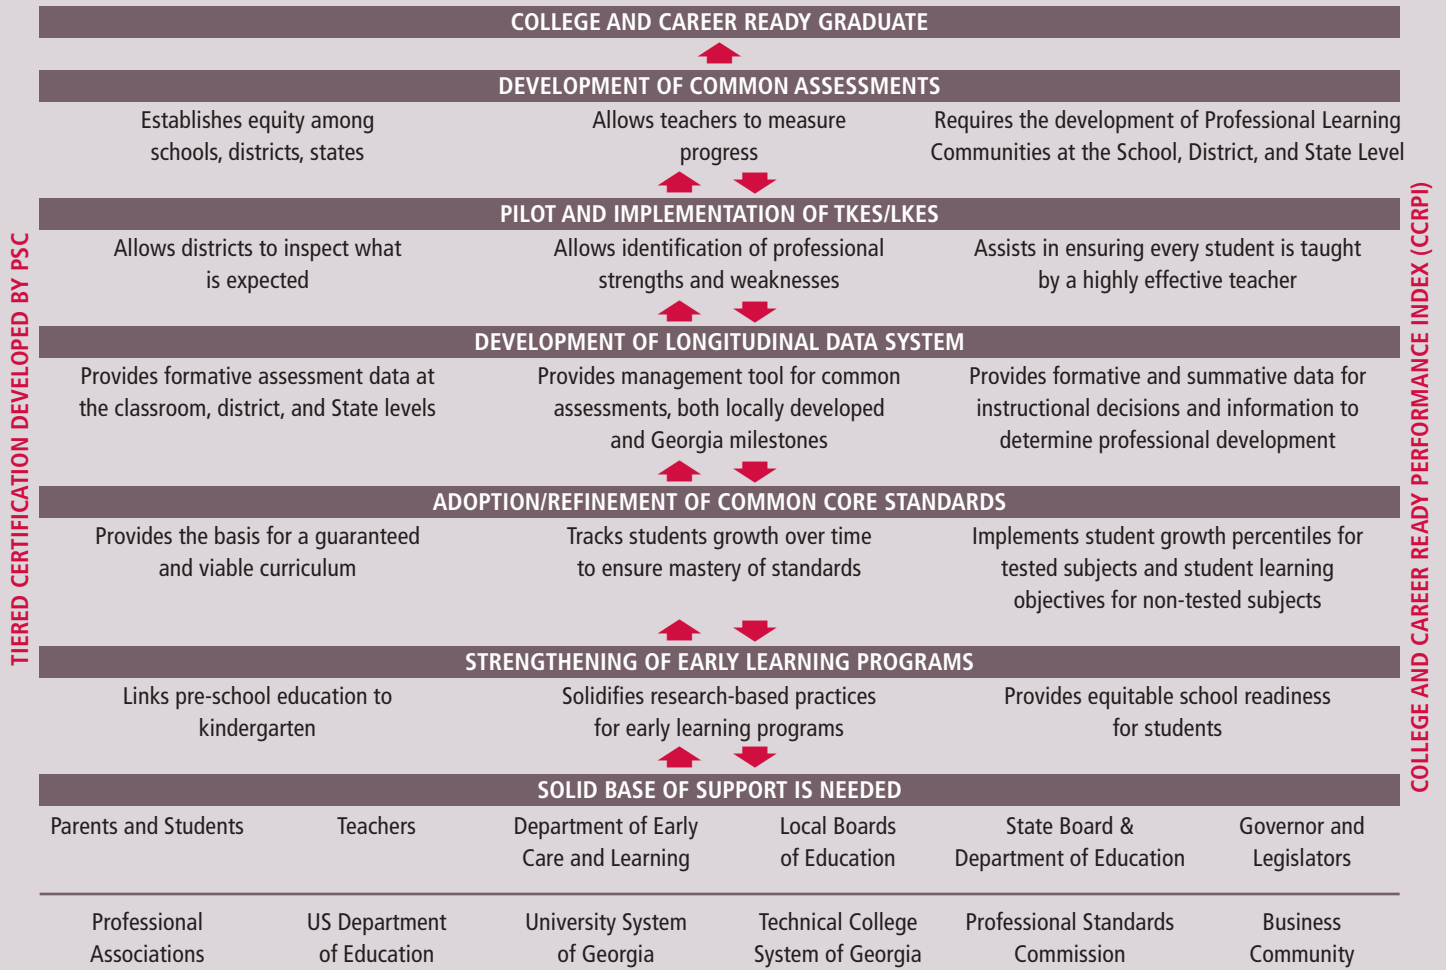 COLLEGE AND CAREER READY GRADUATE
DEVELOPMENT OF COMMON ASSESSMENTS
Establishes equity among
schools, districts, states
Allows teachers to measure
progress
Requires the development of Professional Learning
Communities at the School, District, and State Level
PILOT AND IMPLEMENTATION OF TKES/LKES
Allows districts to inspect what
is expected
Allows identification of professional
strengths and weaknesses
Assists in ensuring every student is taught
by a highly effective teacher
DEVELOPMENT OF LONGITUDINAL DATA SYSTEM
Provides formative assessment data at
the classroom, district, and State levels
Provides management tool for common
assessments, both locally developed
and Georgia milestones
Provides formative and summative data for
instructional decisions and information to
determine professional development
ADOPTION/REFINEMENT OF COMMON CORE STANDARDS
Provides the basis for a guaranteed
and viable curriculum
Tracks students growth over time
to ensure mastery of standards
Implements student growth percentiles for
tested subjects and student learning
objectives for non-tested subjects
STRENGTHENING OF EARLY LEARNING PROGRAMS
Links pre-school education to
kindergarten
Solidifies research-based practices
for early learning programs
Provides equitable school readiness
for students
SOLID BASE OF SUPPORT IS NEEDED
Parents and Students
Teachers
Department of Early
Care and Learning
Local Boards
of Education
State Board &
Department of Education
Governor and
Legislators
Professional
Associations
US Department
of Education
University System
of Georgia
Technical College
System of Georgia
Professional Standards
Commission
Business
Community
TIERED CERTIFICATION DEVELOPED BY PSC
COLLEGE AND CAREER READY PERFORMANCE INDEX (CCRPI)